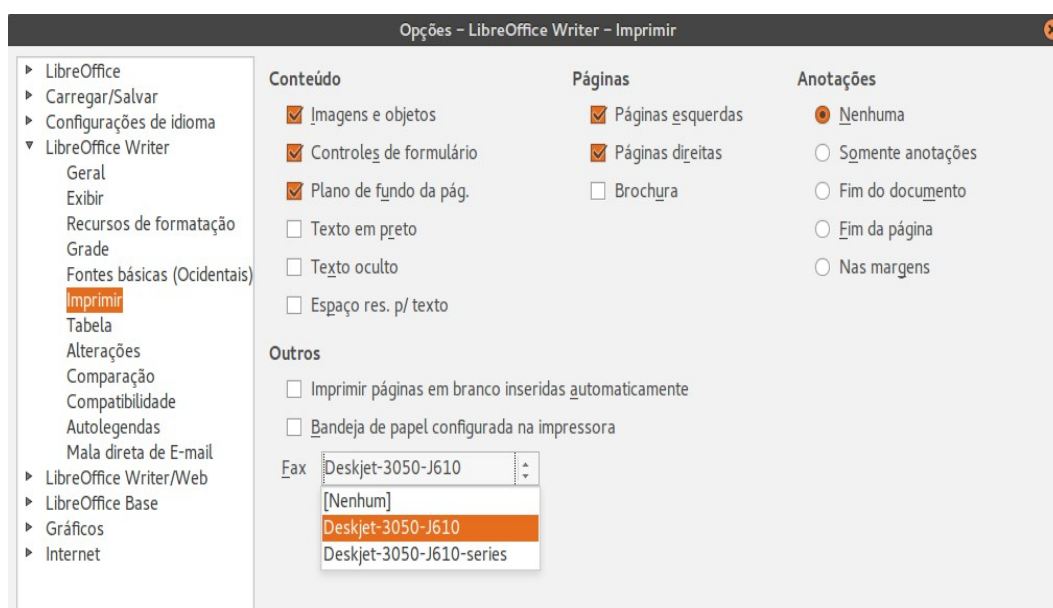 Opções – LibreOffice Writer – Imprimir
LibreOffice
Carregar/Salvar
Configurações de idioma
LibreOffice Writer
Geral
Exibir
Recursos de formatação
Grade
Fontes básicas (Ocidentais)
Imprimir
Tabela
Alterações
Comparação
Compatibilidade
Autolegendas
Mala direta de E-mail
LibreOffice Writer/Web
LibreOffice Base
Gráficos
Internet
Conteúdo
Imagens e objetos
Controles de formulário
Plano de fundo da pág.
Texto em preto
Texto oculto
Espaço res. p/ texto
Páginas
Páginas esquerdas
Páginas direitas
Brochura
Anotações
Nenhuma
Somente anotações
Fim do documento
Fim da página
Nas margens
Outros
Imprimir páginas em branco inseridas automaticamente
Bandeja de papel configurada na impressora
Fax Deskjet-3050-J610
[Nenhum]
Deskjet-3050-J610
Deskjet-3050-J610-series